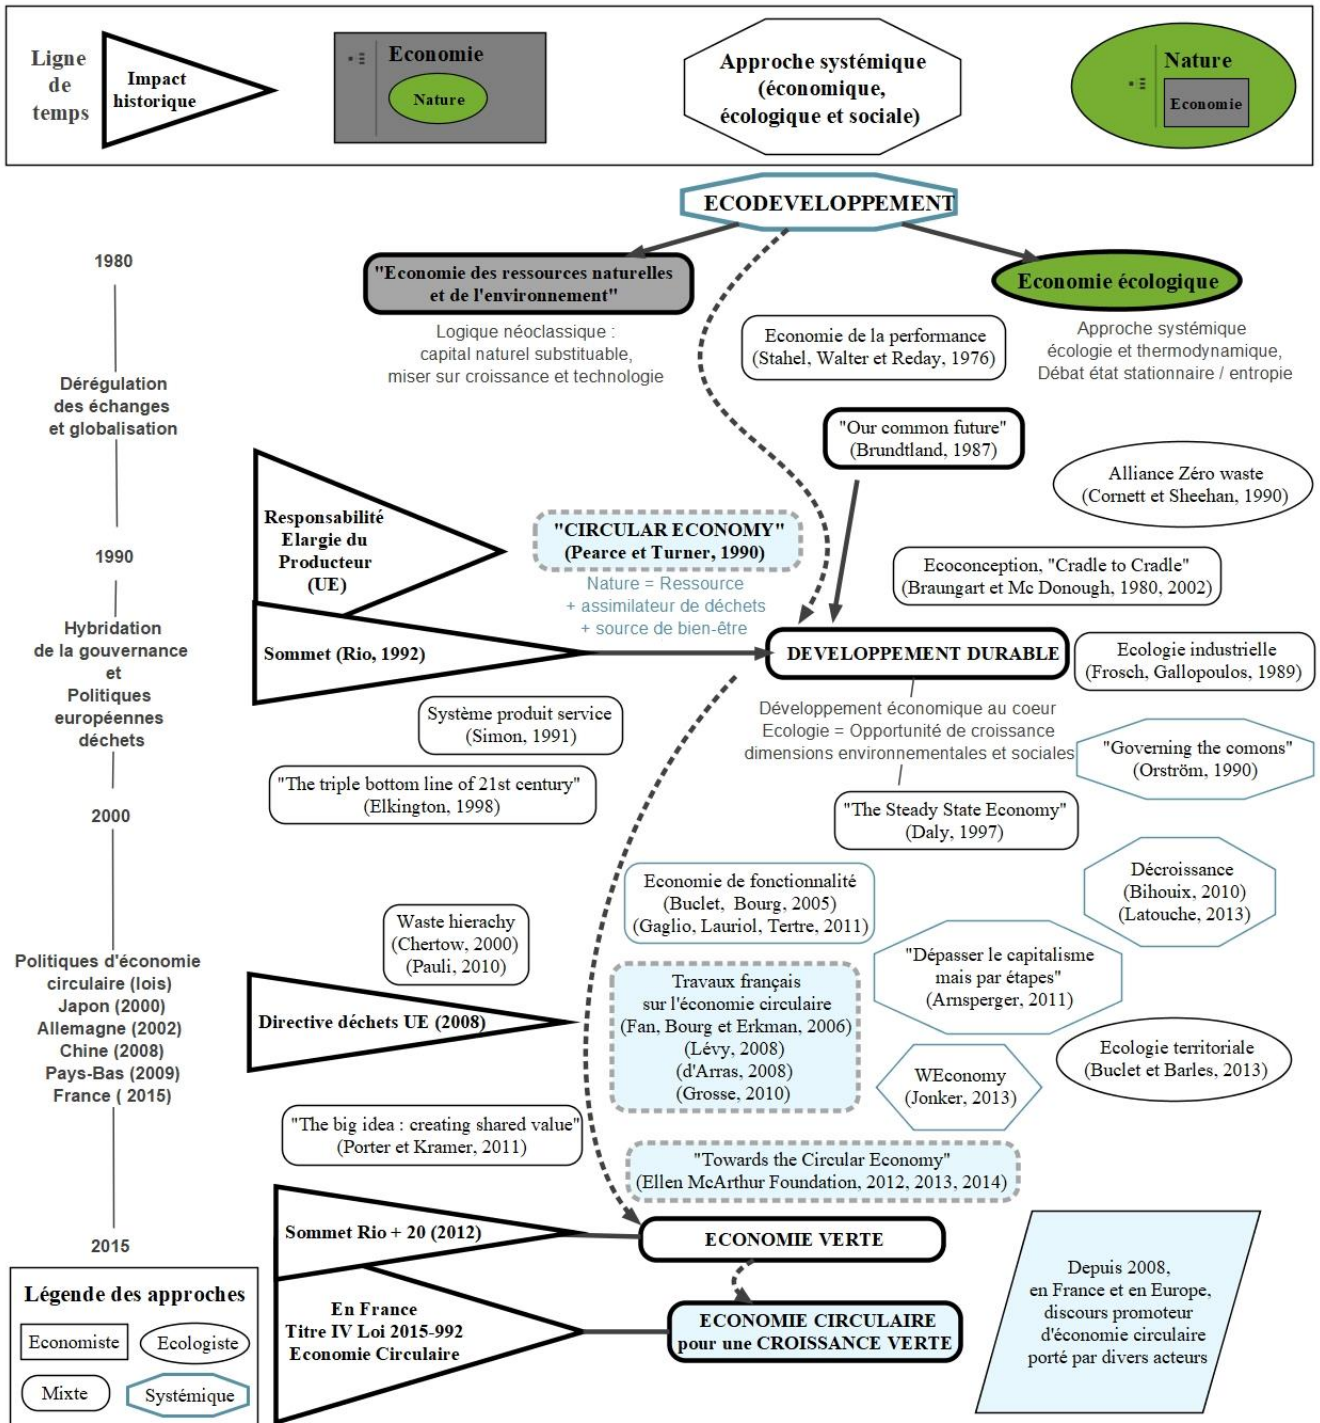 Ligne
de
temps
Impact
historique
Economie
Nature
Approche systémique
(économique,
écologique et sociale)
Nature
Economie
ECODEVELOPPEMENT
1980
"Economie des ressources naturelles
et de l'environnement"
Logique néoclassique :
capital naturel substituable,
miser sur croissance et technologie
Economie écologique
Approche systémique
écologie et thermodynamique,
Débat état stationnaire / entropie
Economie de la performance
(Stahel, Walter et Reday, 1976)
Dérégulation
des échanges
et globalisation
"Our common future"
(Brundtland, 1987)
Alliance Zéro waste
(Cornett et Sheehan, 1990)
Responsabilité
Elargie du
Producteur
(UE)
"CIRCULAR ECONOMY"
(Pearce et Turner, 1990)
Nature = Ressource
+ assimilateur de déchets
+ source de bien-être
1990
Ecoconception, "Cradle to Cradle"
(Braungart et Mc Donough, 1980, 2002)
Hybridation
de la gouvernance
et
Politiques
européennes
déchets
Sommet (Rio, 1992)
DEVELOPPEMENT DURABLE
Ecologie industrielle
(Frosch, Gallopoulos, 1989)
Développement économique au coeur
Ecologie = Opportunité de croissance
dimensions environnementales et sociales
Système produit service
(Simon, 1991)
"Governing the comons"
(Orström, 1990)
"The triple bottom line of 21st century"
(Elkington, 1998)
"The Steady State Economy"
(Daly, 1997)
2000
Economie de fonctionnalité
(Buclet, Bourg, 2005)
(Gaglio, Lauriol, Tertre, 2011)
Décroissance
(Bihouix, 2010)
(Latouche, 2013)
Waste hierachy
(Chertow, 2000)
(Pauli, 2010)
"Dépasser le capitalisme
mais par étapes"
(Arnsperger, 2011)
Politiques d'économie
circulaire (lois)
Japon (2000)
Allemagne (2002)
Chine (2008)
Pays-Bas (2009)
France ( 2015)
Directive déchets UE (2008)
Travaux français
sur l'économie circulaire
(Fan, Bourg et Erkman, 2006)
(Lévy, 2008)
(d'Arras, 2008)
(Grosse, 2010)
Ecologie territoriale
(Buclet et Barles, 2013)
WEconomy
(Jonker, 2013)
"The big idea : creating shared value"
(Porter et Kramer, 2011)
"Towards the Circular Economy"
(Ellen McArthur Foundation, 2012, 2013, 2014)
2015
Sommet Rio + 20 (2012)
ECONOMIE VERTE
En France
Titre IV Loi 2015-992
Economie Circulaire
ECONOMIE CIRCULAIRE
pour une CROISSANCE VERTE
Depuis 2008,
en France et en Europe,
discours promoteur
d'économie circulaire
porté par divers acteurs
Légende des approches
Economiste
Ecologiste
Mixte
Systémique